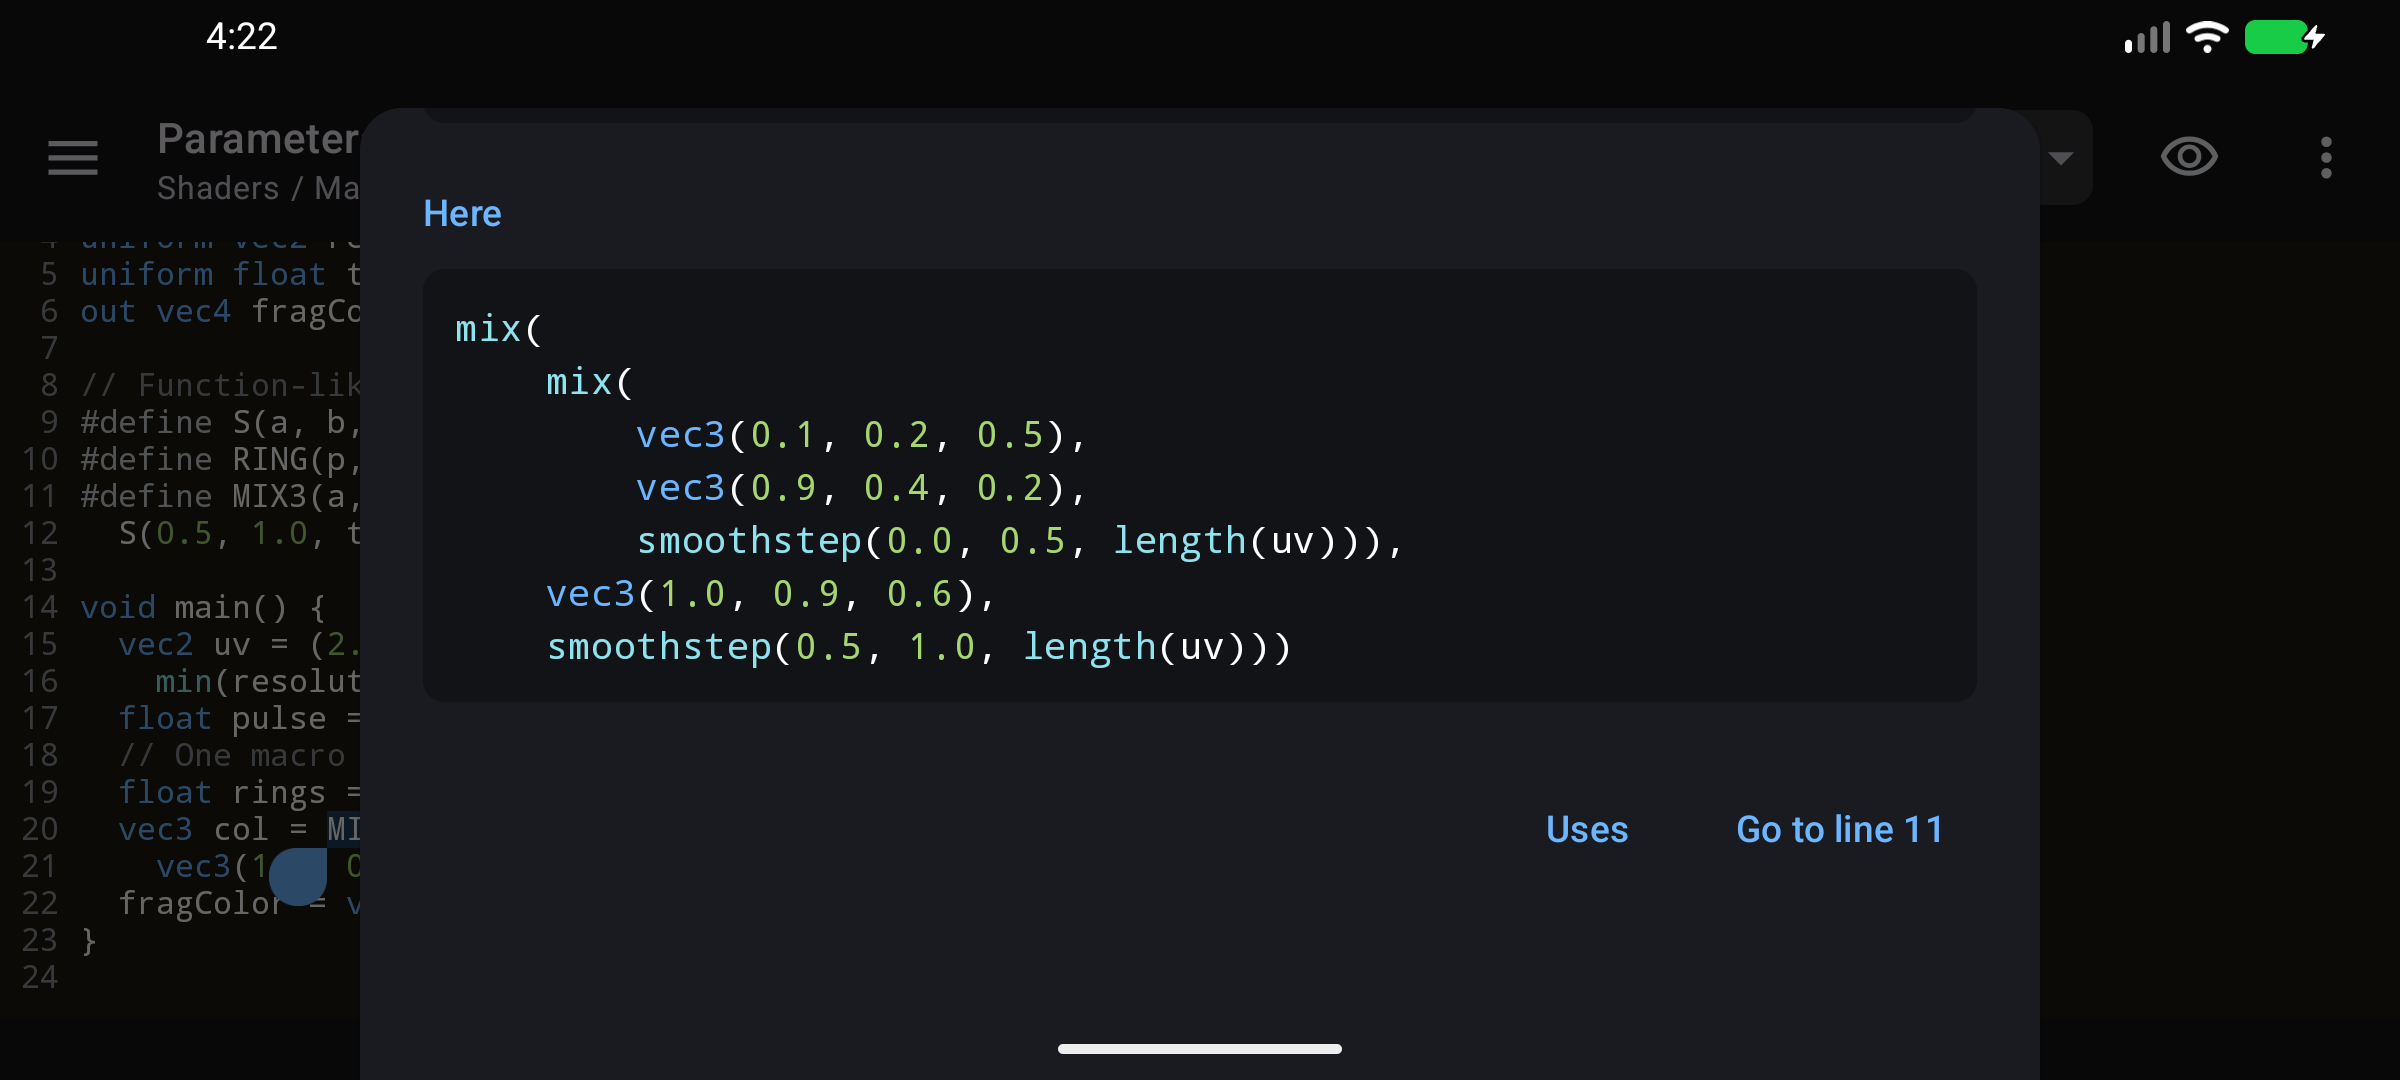 4:22
Parameter
Shaders / Ma
Here
mix(
mix(
vec3(0.1, 0.2, 0.5),
vec3(0.9, 0.4, 0.2),
smoothstep(0.0, 0.5, length(uv))),
vec3(1.0, 0.9, 0.6),
smoothstep(0.5, 1.0, length(uv)))
Uses
Go to line 11
4 uniform vec2 re
5 uniform float t
6 out vec4 fragCo
7
8 // Function-lik
9 #define S(a, b,
10 #define RING(p,
11 #define MIX3(a,
12 S(0.5, 1.0, t
13
14 void main() {
15 vec2 uv = (2.
16 min(resolut
17 float pulse =
18 // One macro
19 float rings =
20 vec3 col = MI
21 vec3(1 0
22 fragColor = v
23 }
24